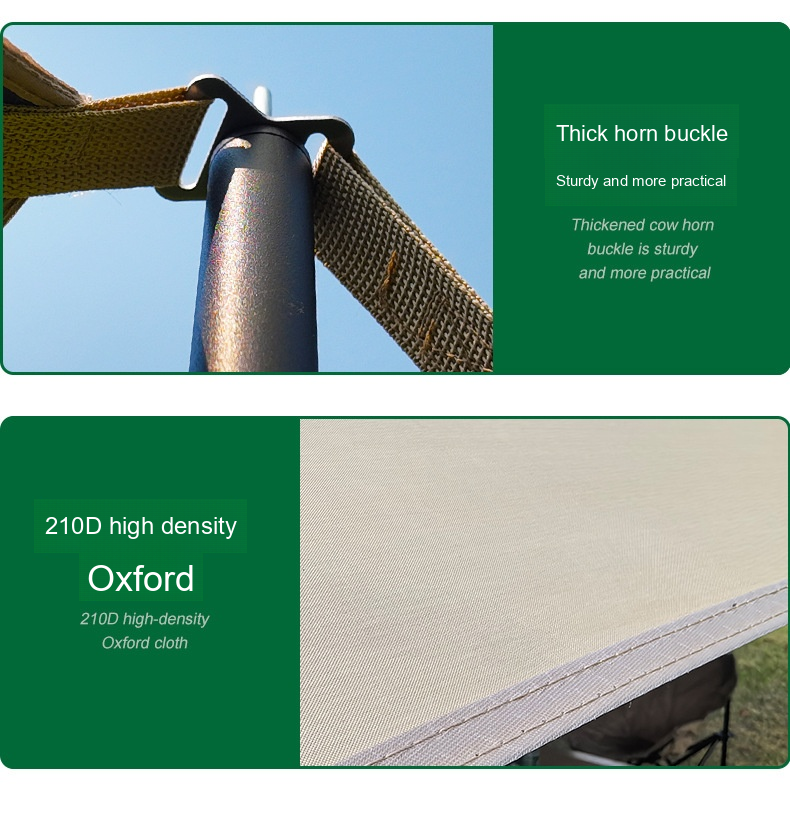 Thick horn buckle
Sturdy and more practical
Thickened cow horn
buckle is sturdy
and more practical
210D high density
Oxford
210D high-density
Oxford cloth